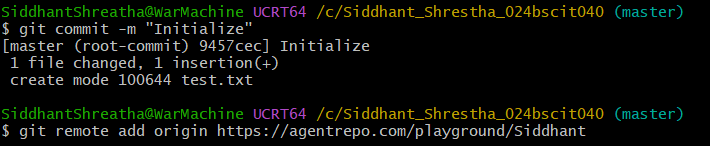 SiddhantShreatha@WarMachine UCRT64 /c/Siddhant_Shrestha_024bscit040 (master)
$ git commit -m "Initialize"
[master (root-commit) 9457cec] Initialize
 1 file changed, 1 insertion(+)
 create mode 100644 test.txt

SiddhantShreatha@WarMachine UCRT64 /c/Siddhant_Shrestha_024bscit040 (master)
$ git remote add origin https://agentrepo.com/playground/Siddhant